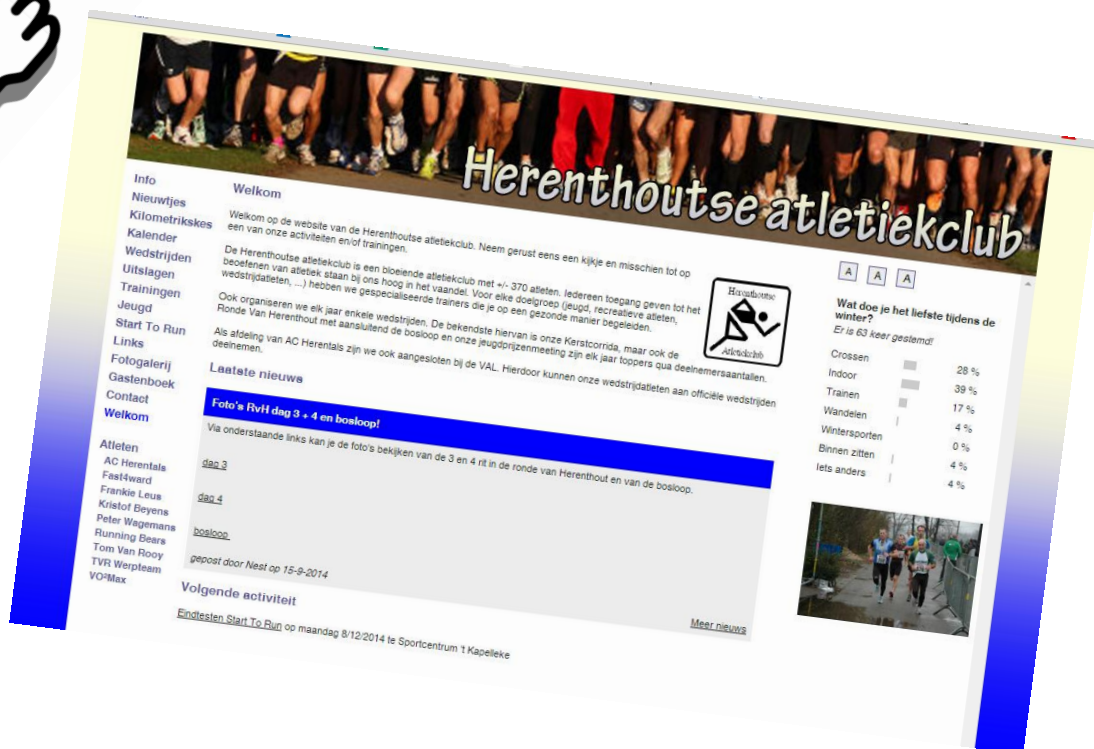 3
Herenthoutse atletiekclub
Info
Nieuwtjes
Kilometrikskes
Kalender
Wedstrijden
Uitslagen
Trainingen
Jeugd
Start To Run
Links
Fotogalerij
Gastenboek
Contact
Welkom
Atleten
AC Herentals
Fast4ward
Frankie Leus
Kristof Beyens
Peter Wagemans
Running Bears
Tom Van Rooy
TVR Werpteam
VO²Max
Welkom
Welkom op de website van de Herenthoutse atletiekclub. Neem gerust eens een kijkje en misschien tot op
een van onze activiteiten en/of trainingen.
De Herenthoutse atletiekclub is een bloeiende atletiekclub met +/- 370 atleten. Iedereen toegang geven tot het
beoefenen van atletiek staan bij ons hoog in het vaandel. Voor elke doelgroep (jeugd, recreatieve atleten,
wedstrijdatleten, ...) hebben we gespecialiseerde trainers die je op een gezonde manier begeleiden.
Ook organiseren we elk jaar enkele wedstrijden. De bekendste hiervan is onze Kerstcorrida, maar ook de
Ronde Van Herenthout met aansluitend de bosloop en onze jeugdprijzenmeeting zijn elk jaar toppers qua deelnemersaantallen.
Als afdeling van AC Herentals zijn we ook aangesloten bij de VAL. Hierdoor kunnen onze wedstrijdatleten aan officiële wedstrijden
deelnemen.
Herenthoutse
Atletiekclub
Laatste nieuws
Foto's RvH dag 3 + 4 en bosloop!
Via onderstaande links kan je de foto's bekijken van de 3 en 4 rit in de ronde van Herenthout en van de bosloop.
dag 3
dag 4
bosloop
gepost door Nest op 15-9-2014
Meer nieuws
Volgende activiteit
Eindtesten Start To Run op maandag 8/12/2014 te Sportcentrum 't Kapelleke
A A A
Wat doe je het liefste tijdens de
winter?
Er is 63 keer gestemd!
Crossen 28 %
Indoor 39 %
Trainen 17 %
Wandelen 4 %
Wintersporten 0 %
Binnen zitten 4 %
Iets anders 4 %